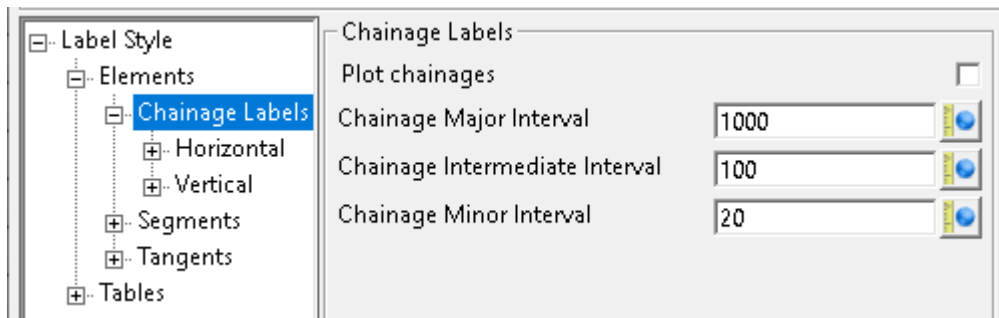 Label Style
Elements
Chainage Labels
Horizontal
Vertical
Segments
Tangents
Tables
Chainage Labels
Plot chainages
Chainage Major Interval 1000
Chainage Intermediate Interval 100
Chainage Minor Interval 20